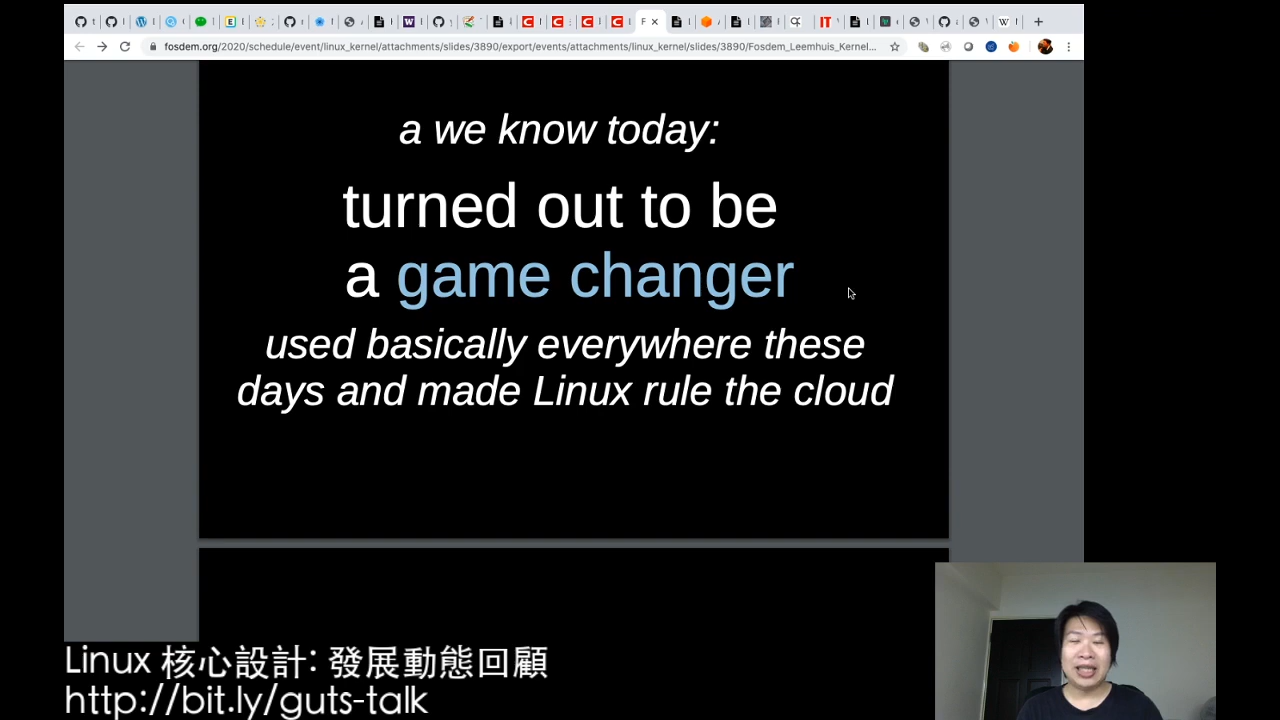 fosdem.org/2020/schedule/event/linux_kernel/attachments/slides/3890/export/events/attachments/linux_kernel/slides/3890/Fosdem_Leemhuis_Kernel...
a we know today:
turned out to be
a game changer
used basically everywhere these
days and made Linux rule the cloud
Linux 核心設計: 發展動態回顧
http://bit.ly/guts-talk